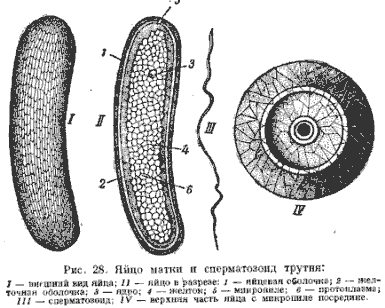 5
1
3
I
II
III
4
2
6
IV
Рис. 28. Яйцо матки и сперматозоид трутня:
I — внешний вид яйца; II — яйцо в разрезе: 1 — яйцевая оболочка; 2 — жел-
точная оболочка; 3 — ядро; 4 — желток; 5 — микропиле; 6 — протоплазма;
III — сперматозоид; IV — верхняя часть яйца с микропиле посредине.